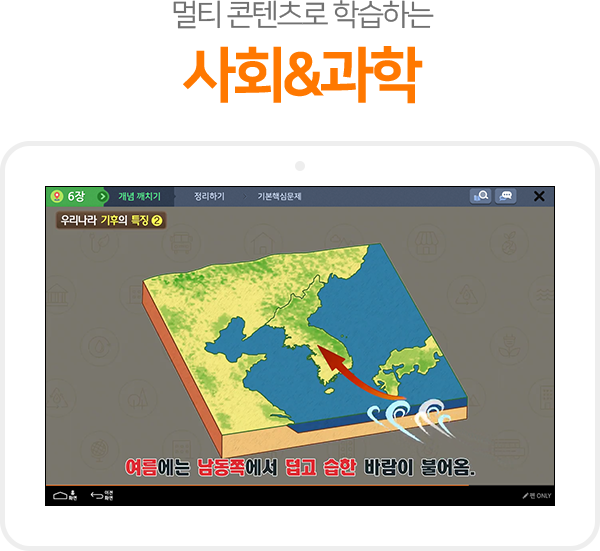 멀티 콘텐츠로 학습하는
사회&과학
6장 개념 깨치기 정리하기 기본핵심문제
우리나라 기후의 특징 2
여름에는 남동쪽에서 덥고 습한 바람이 불어옴.
홈 화면 이전 화면 펜 ONLY